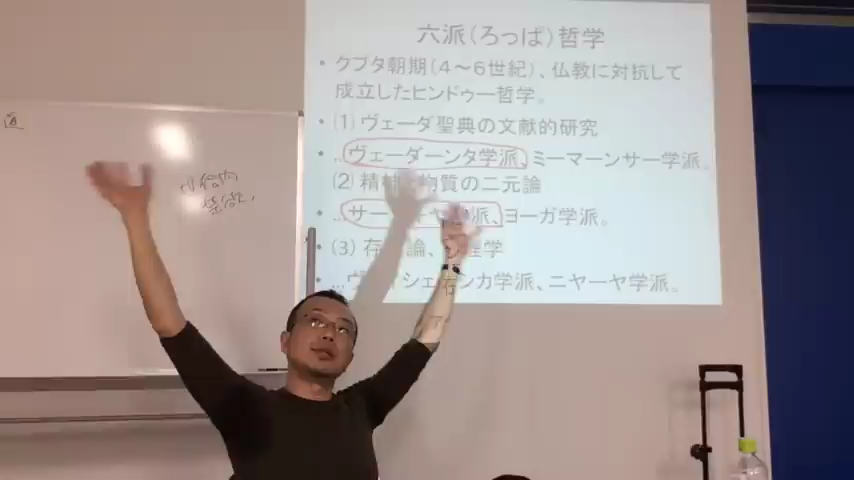 六派(ろっぱ)哲学
• クプタ朝期(4〜6世紀)、仏教に対抗して
成立したヒンドゥー哲学。
• (1) ヴェーダ聖典の文献的研究
• …ヴェーダーンタ学派、ミーマーンサー学派。
(2) 精 物質の二元論
• …サー 学派、ヨーガ学派。
• (3) 存 論、 理学
• …ヴ シェーシカ学派、ニヤーヤ学派。